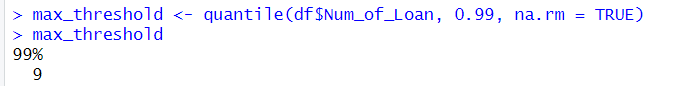 > max_threshold <- quantile(df$Num_of_Loan, 0.99, na.rm = TRUE)
> max_threshold
99%
  9